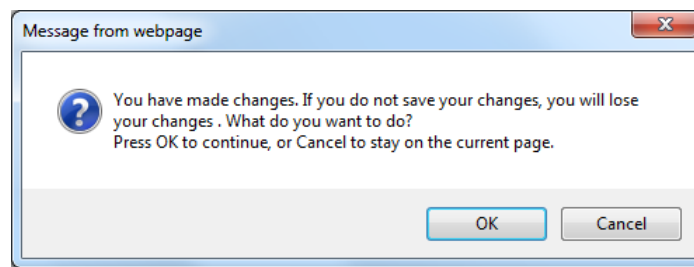 Message from webpage
You have made changes. If you do not save your changes, you will lose
your changes . What do you want to do?
Press OK to continue, or Cancel to stay on the current page.
OK
Cancel